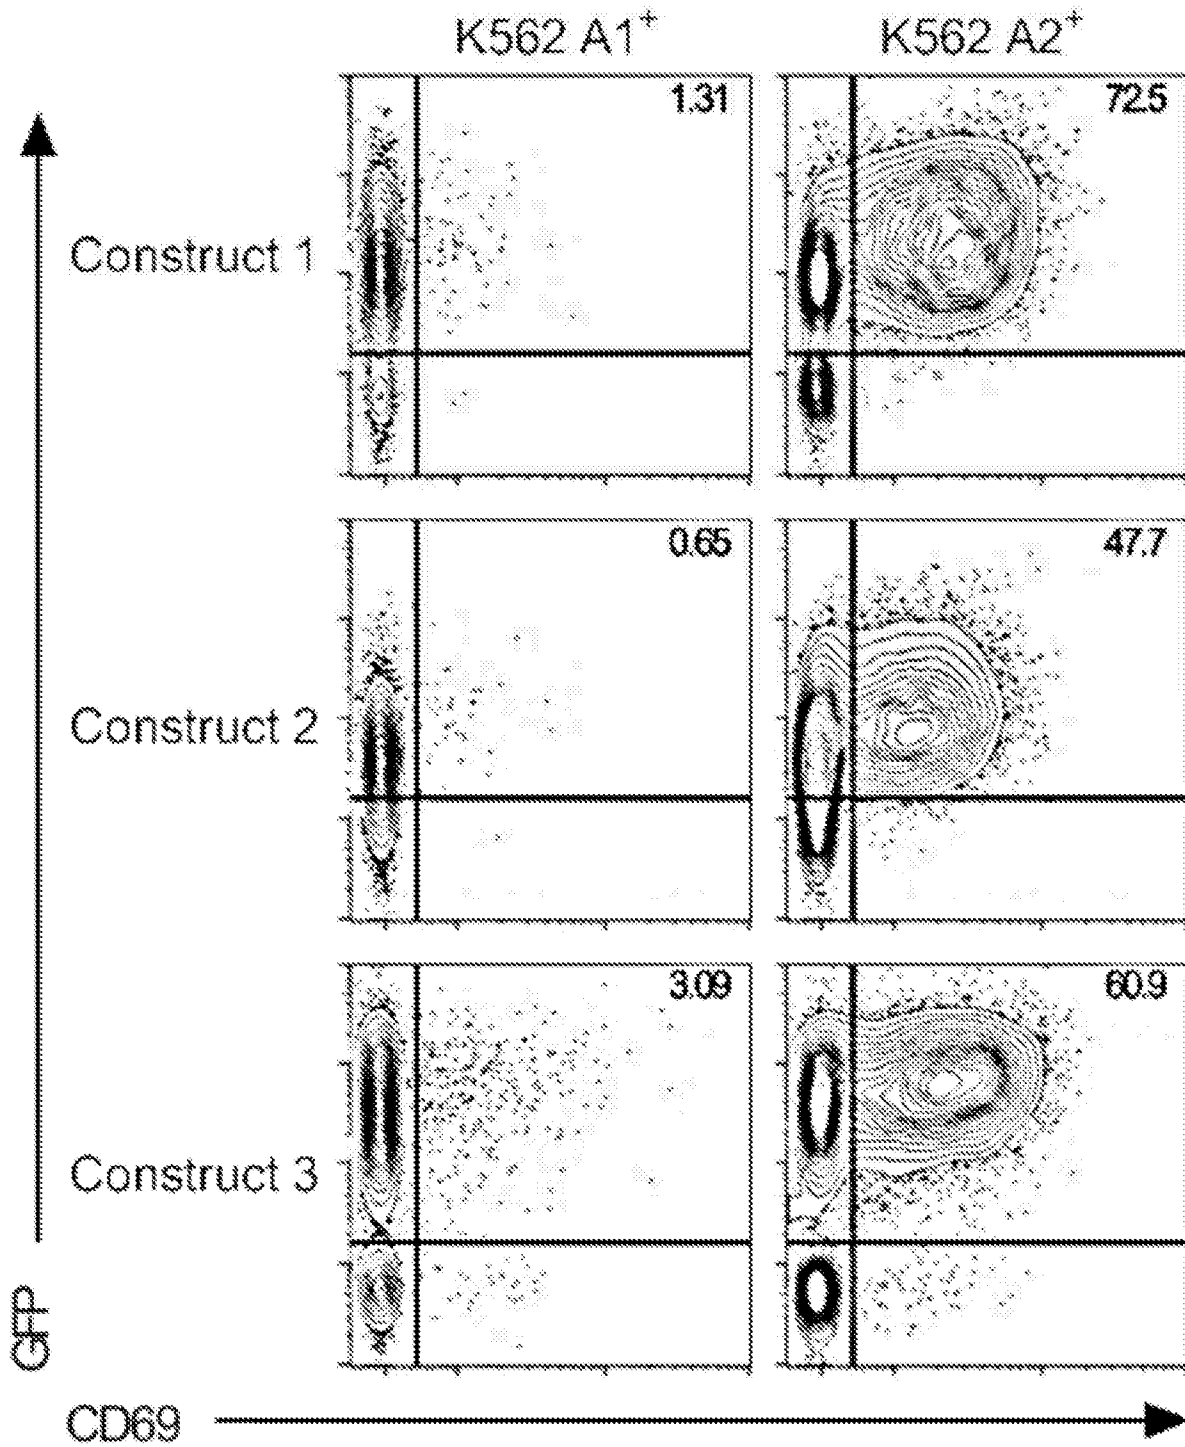 K562 A1⁺ K562 A2⁺
1.31 72.5
Construct 1
0.65 47.7
Construct 2
3.09 60.9
Construct 3
GFP
CD69